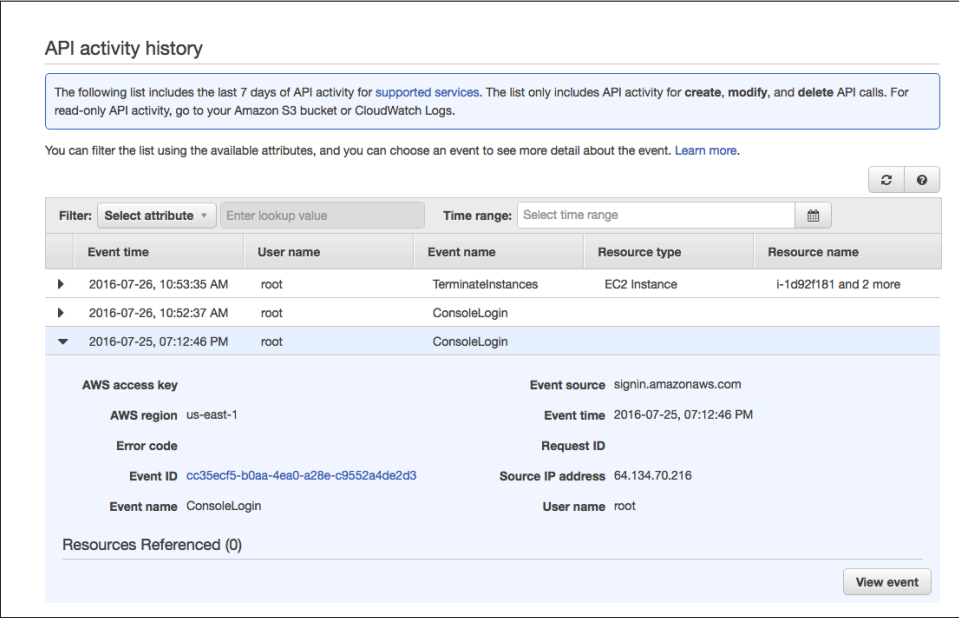 API activity history
The following list includes the last 7 days of API activity for supported services. The list only includes API activity for create, modify, and delete API calls. For
read-only API activity, go to your Amazon S3 bucket or CloudWatch Logs.
You can filter the list using the available attributes, and you can choose an event to see more detail about the event. Learn more.
Filter: Select attribute Enter lookup value Time range: Select time range
Event time User name Event name Resource type Resource name
2016-07-26, 10:53:35 AM root TerminateInstances EC2 Instance i-1d92f181 and 2 more
2016-07-26, 10:52:37 AM root ConsoleLogin
2016-07-25, 07:12:46 PM root ConsoleLogin
AWS access key Event source signin.amazonaws.com
AWS region us-east-1 Event time 2016-07-25, 07:12:46 PM
Error code Request ID
Event ID cc35ecf5-b0aa-4ea0-a28e-c9552a4de2d3 Source IP address 64.134.70.216
Event name ConsoleLogin User name root
Resources Referenced (0)
View event